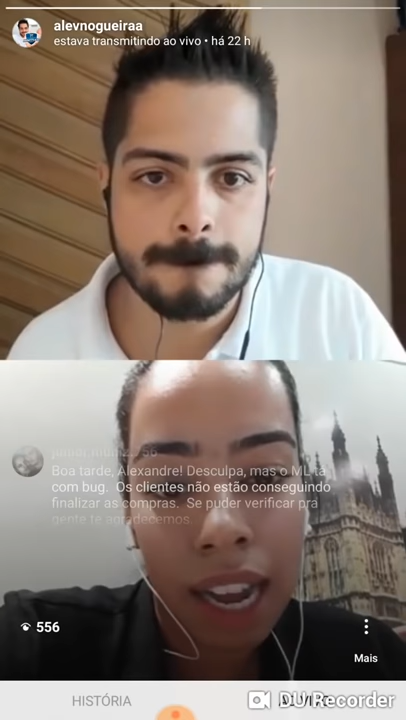 alevnogueiraa
estava transmitindo ao vivo • há 22 h
Boa tarde, Alexandre! Desculpa, mas o ML tá
com bug. Os clientes não estão conseguindo
finalizar as compras. Se puder verificar pra
gente te agradecemos.
556
Mais
HISTÓRIA
DU Recorder